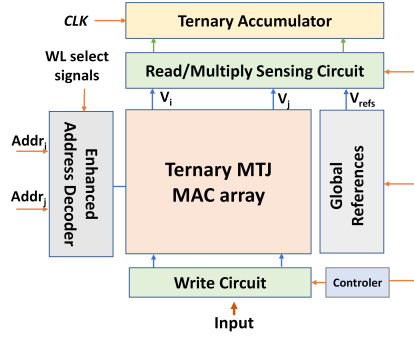 CLK
Ternary Accumulator
WL select
signals
Read/Multiply Sensing Circuit
Vi
Vj
Vrefs
Addri
Addrj
Enhanced
Address Decoder
Ternary MTJ
MAC array
Global
References
Write Circuit
Controler
Input